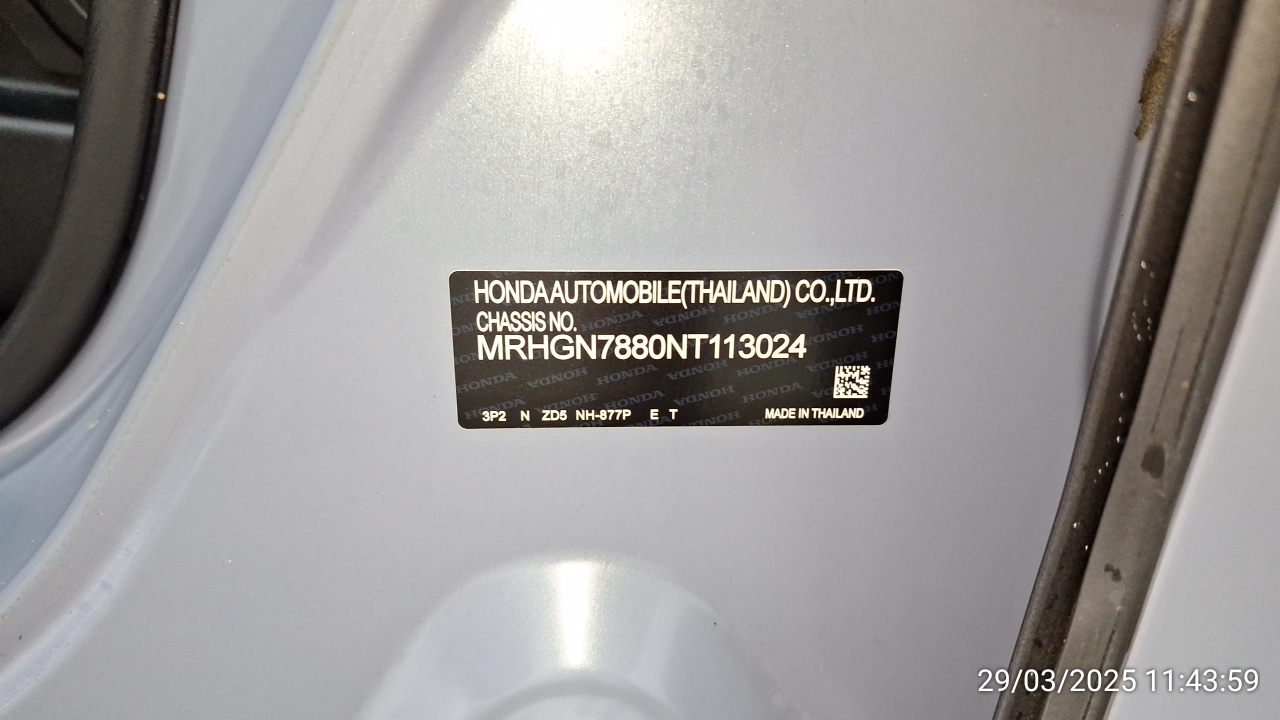 HONDA AUTOMOBILE(THAILAND) CO.,LTD.
CHASSIS NO.
MRHGN7880NT113024
3P2 N ZD5 NH-877P E T MADE IN THAILAND
29/03/2025 11:43:59